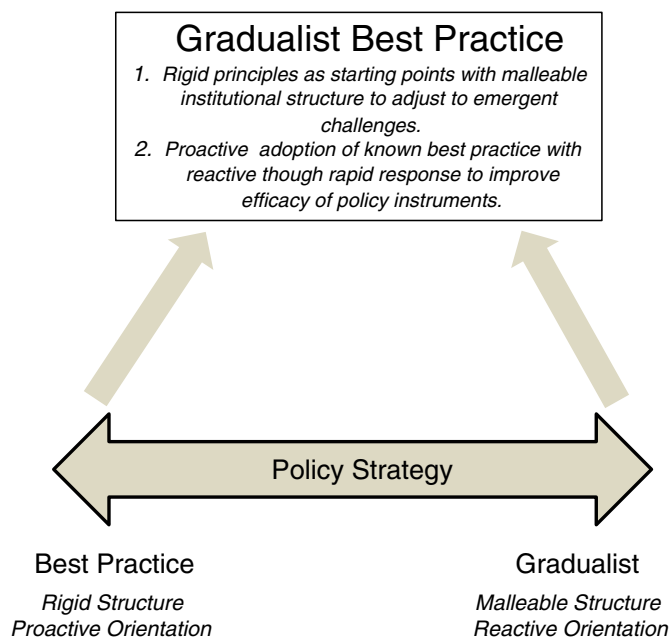 Gradualist Best Practice
1. Rigid principles as starting points with malleable
institutional structure to adjust to emergent
challenges.
2. Proactive adoption of known best practice with
reactive though rapid response to improve
efficacy of policy instruments.
Policy Strategy
Best Practice
Rigid Structure
Proactive Orientation
Gradualist
Malleable Structure
Reactive Orientation